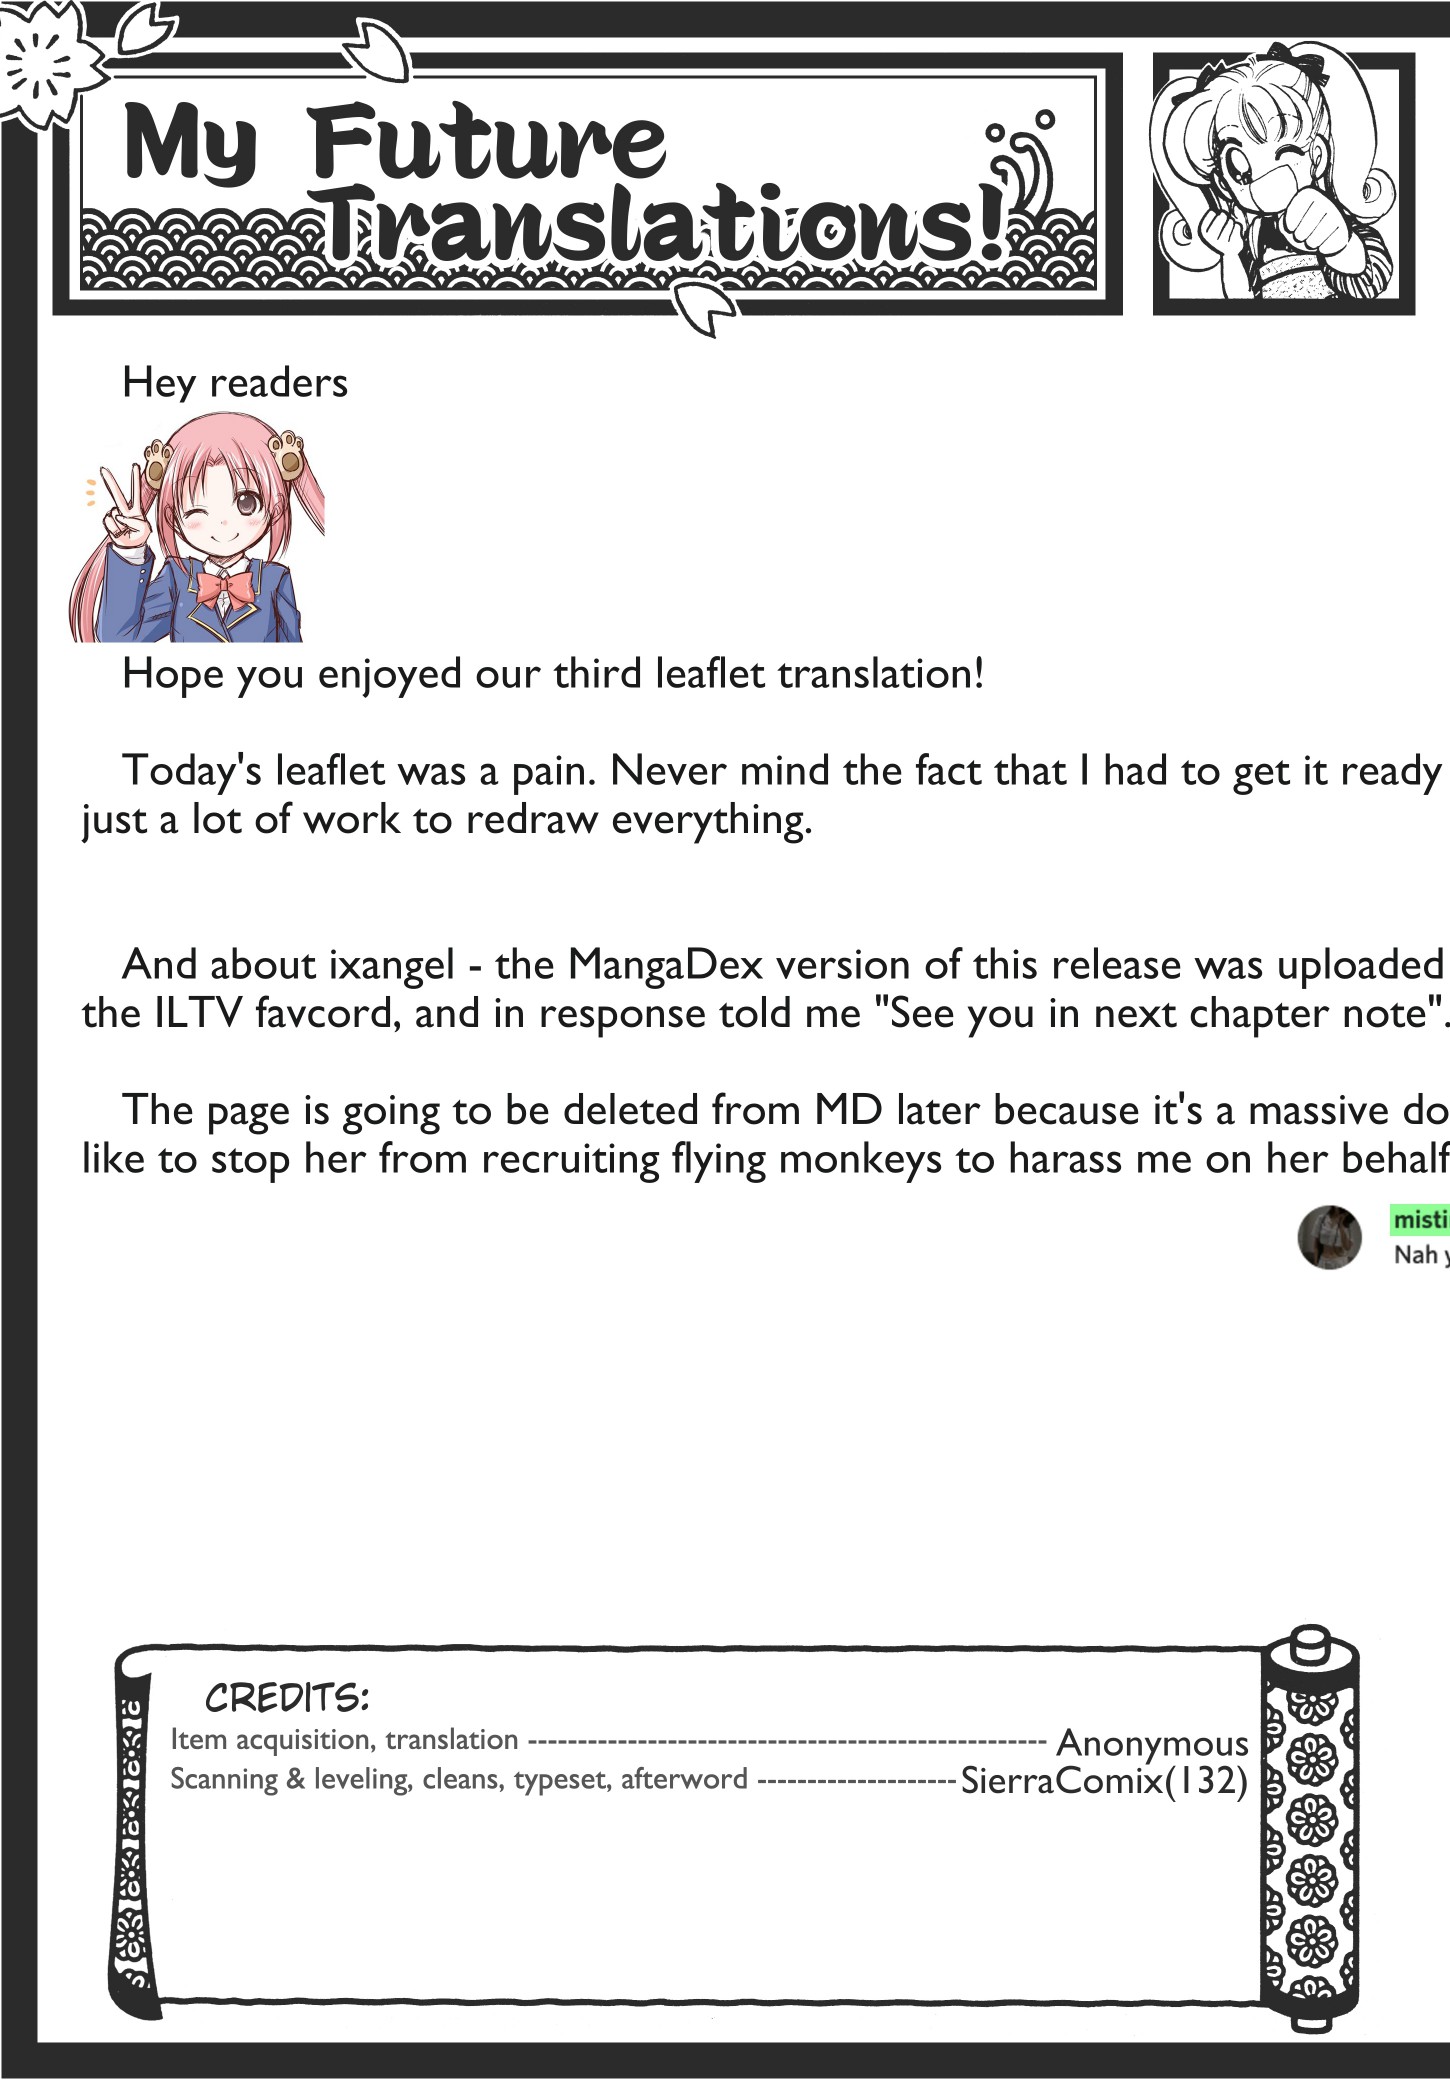 My Future
Translations!
Hey readers
Hope you enjoyed our third leaflet translation!
Today's leaflet was a pain. Never mind the fact that I had to get it ready
just a lot of work to redraw everything.
And about ixangel - the MangaDex version of this release was uploaded
the ILTV favcord, and in response told me "See you in next chapter note".
The page is going to be deleted from MD later because it's a massive do
like to stop her from recruiting flying monkeys to harass me on her behalf
misti
Nah y
CREDITS:
Item acquisition, translation ---------------------------------------------------- Anonymous
Scanning & leveling, cleans, typeset, afterword -------------------- SierraComix(132)